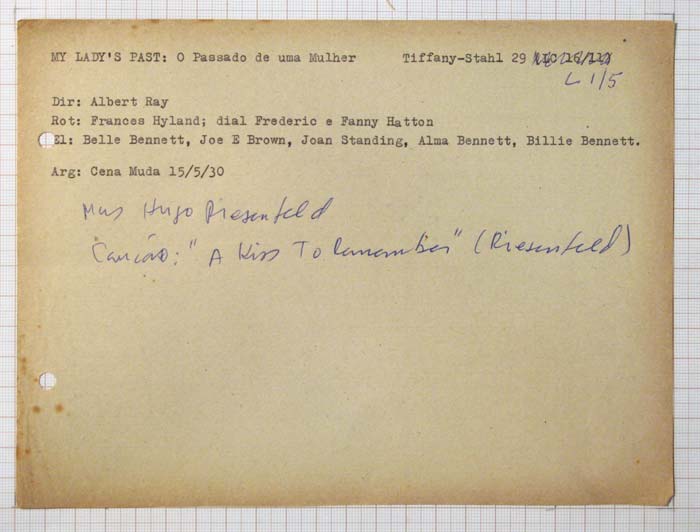 MY LADY'S PAST: O Passado de uma Mulher Tiffany-Stahl 29
L 1/5
Dir: Albert Ray
Rot: Frances Hyland; dial Frederic e Fanny Hatton
El: Belle Bennett, Joe E Brown, Joan Standing, Alma Bennett, Billie Bennett.
Arg: Cena Muda 15/5/30
Mus Hugo Riesenfeld
Canção: "A Kiss To Remember" (Riesenfeld)